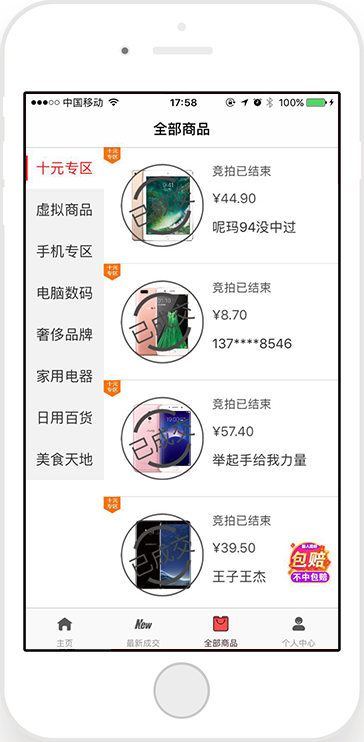 中国移动 17:58 100%
全部商品
十元专区
虚拟商品
手机专区
电脑数码
奢侈品牌
家用电器
日用百货
美食天地
十元
专区
已成交
竞拍已结束
¥44.90
呢玛94没中过
十元
专区
已成交
竞拍已结束
¥8.70
137****8546
十元
专区
已成交
竞拍已结束
¥57.40
举起手给我力量
十元
专区
已成交
竞拍已结束
¥39.50
王子王杰
包赔
不中包赔
主页
New
最新成交
全部商品
个人中心